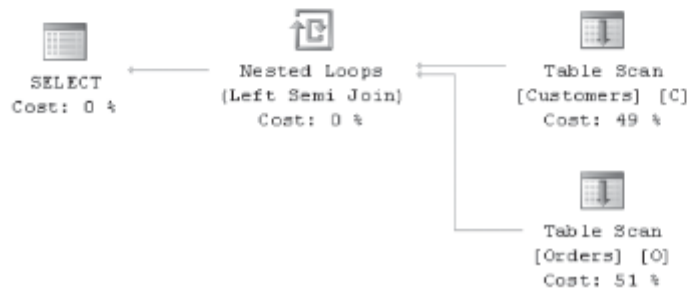 SELECT
Cost: 0 %
Nested Loops
(Left Semi Join)
Cost: 0 %
Table Scan
[Customers] [C]
Cost: 49 %
Table Scan
[Orders] [O]
Cost: 51 %